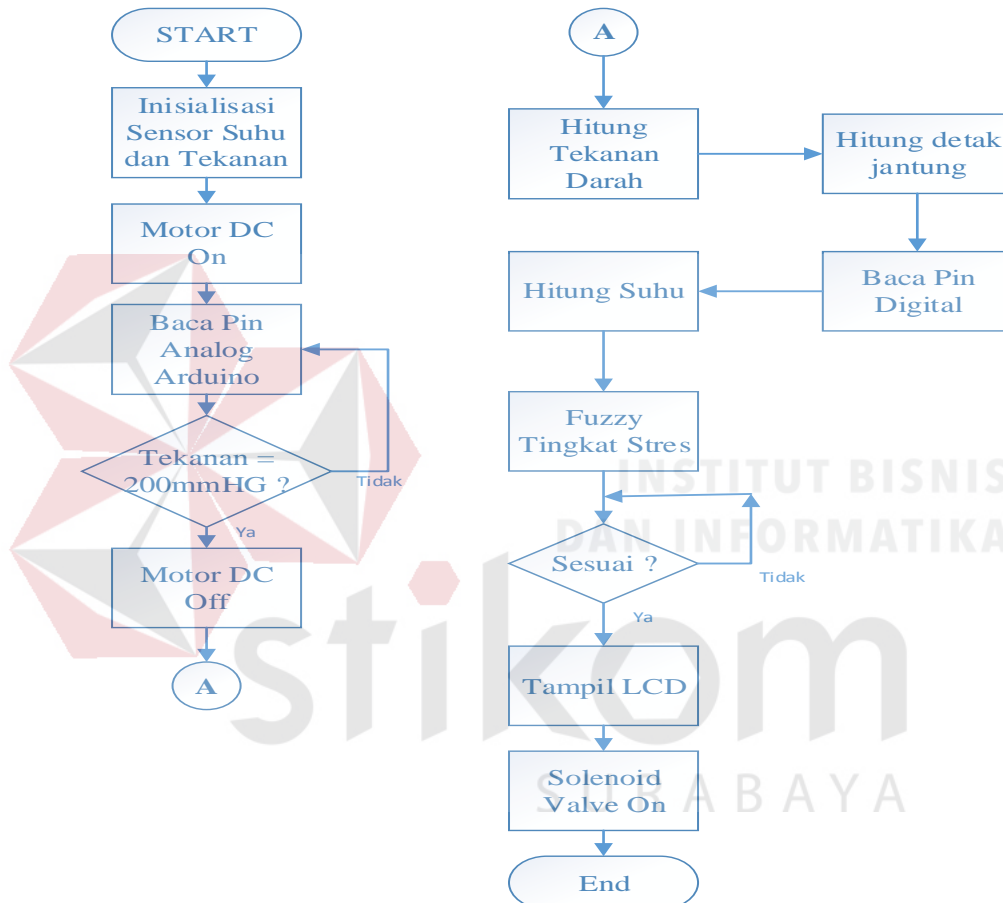 START
Inisialisasi
Sensor Suhu
dan Tekanan
Motor DC
On
Baca Pin
Analog
Arduino
Tekanan =
200mmHG ?
Tidak
Ya
Motor DC
Off
A
A
Hitung
Tekanan
Darah
Hitung detak
jantung
Baca Pin
Digital
Hitung Suhu
Fuzzy
Tingkat Stres
Sesuai ?
Tidak
Ya
Tampil LCD
Solenoid
Valve On
End
INSTITUT BISNIS
DAN INFORMATIKA
stikom
SURABAYA